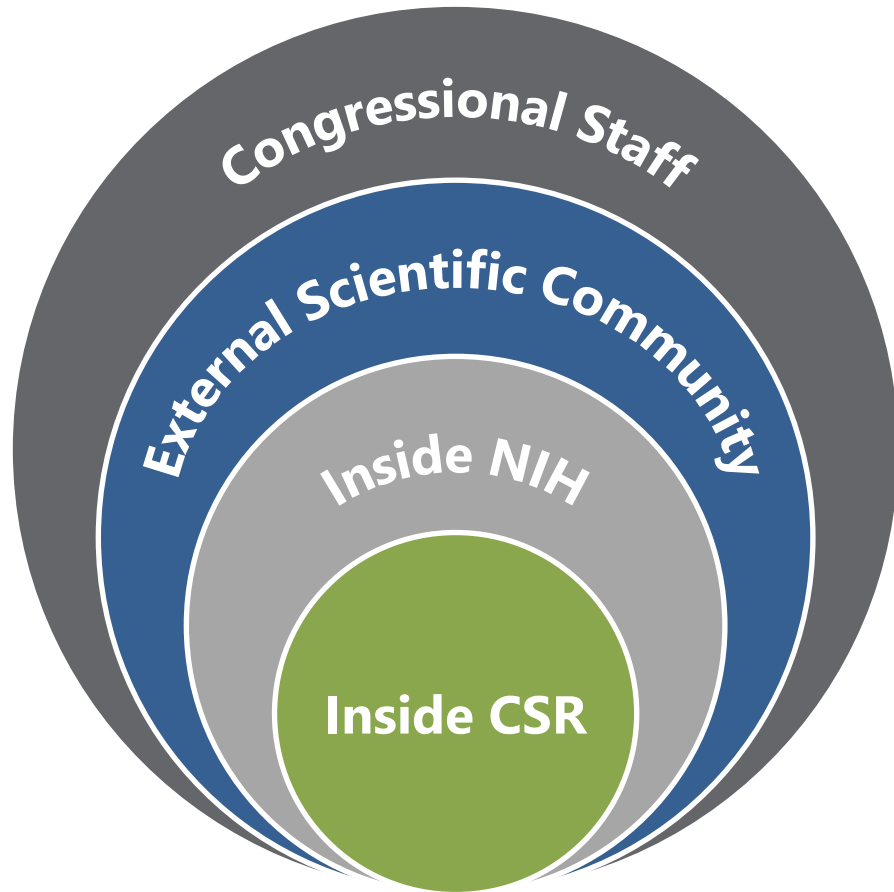 Congressional Staff
External Scientific Community
Inside NIH
Inside CSR